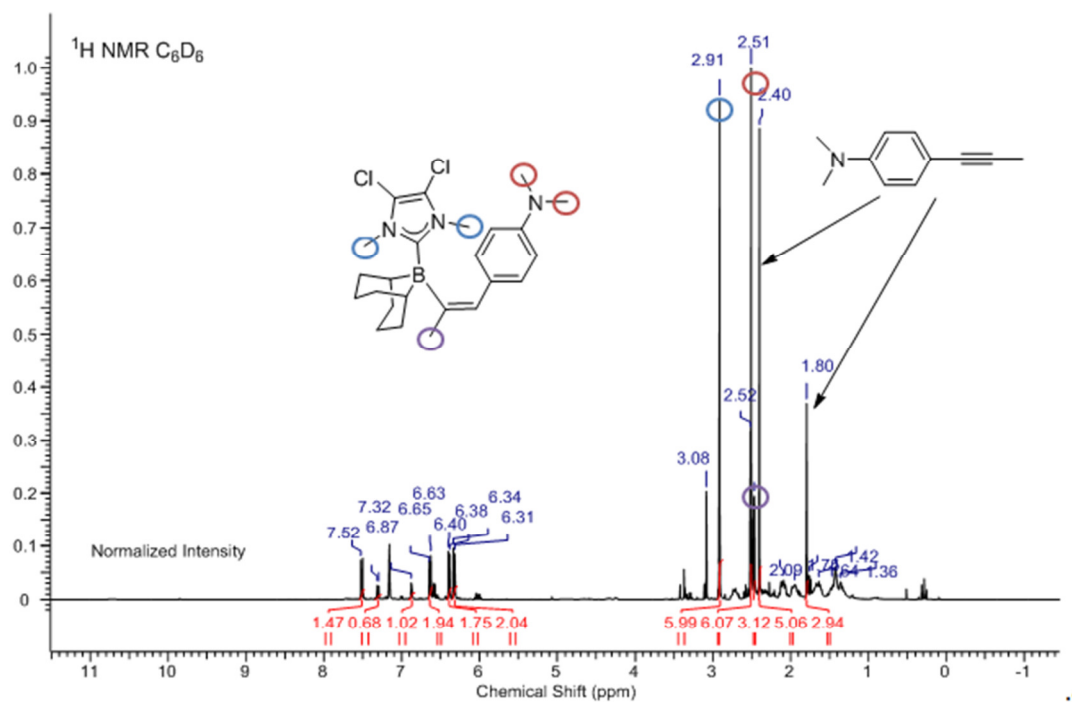 ¹H NMR C₆D₆
2.51
2.91
2.40
1.0
0.9
0.8
0.7
0.6
0.5
0.4
0.3
0.2
0.1
0
Cl
Cl
N
N
N
B
N
1.80
2.52
3.08
7.52
7.32
6.87
6.65
6.63
6.40
6.38
6.34
6.31
2.09
1.42
1.36
Normalized Intensity
1.47 0.68 1.02 1.94 1.75 2.04
5.99 6.07 3.12 5.06 2.94
11 10 9 8 7 6 5 4 3 2 1 0 -1
Chemical Shift (ppm)